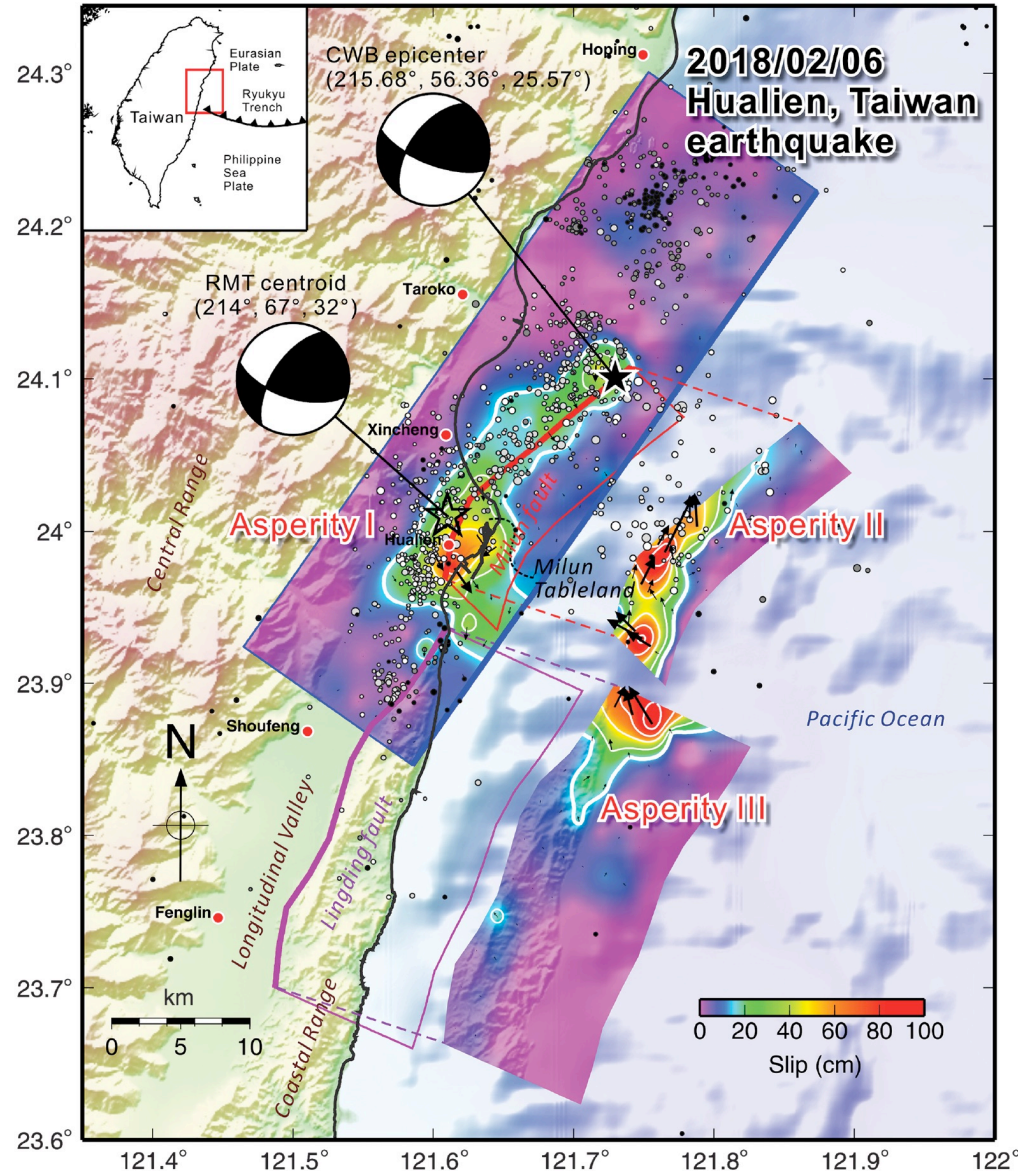 Eurasian
Plate
Ryukyu
Trench
Taiwan
Philippine
Sea
Plate
CWB epicenter
(215.68°, 56.36°, 25.57°)
Hoping
2018/02/06
Hualien, Taiwan
earthquake
RMT centroid
(214°, 67°, 32°)
Taroko
Xincheng
Central Range
Asperity I
Hualien
Milun fault
Milun
Tableland
Asperity II
Shoufeng
Pacific Ocean
N
Asperity III
Longitudinal Valley
Lingding fault
Fenglin
Coastal Range
km
0 5 10
0 20 40 60 80 100
Slip (cm)
24.3°
24.2°
24.1°
24°
23.9°
23.8°
23.7°
23.6°
121.4° 121.5° 121.6° 121.7° 121.8° 121.9° 122°